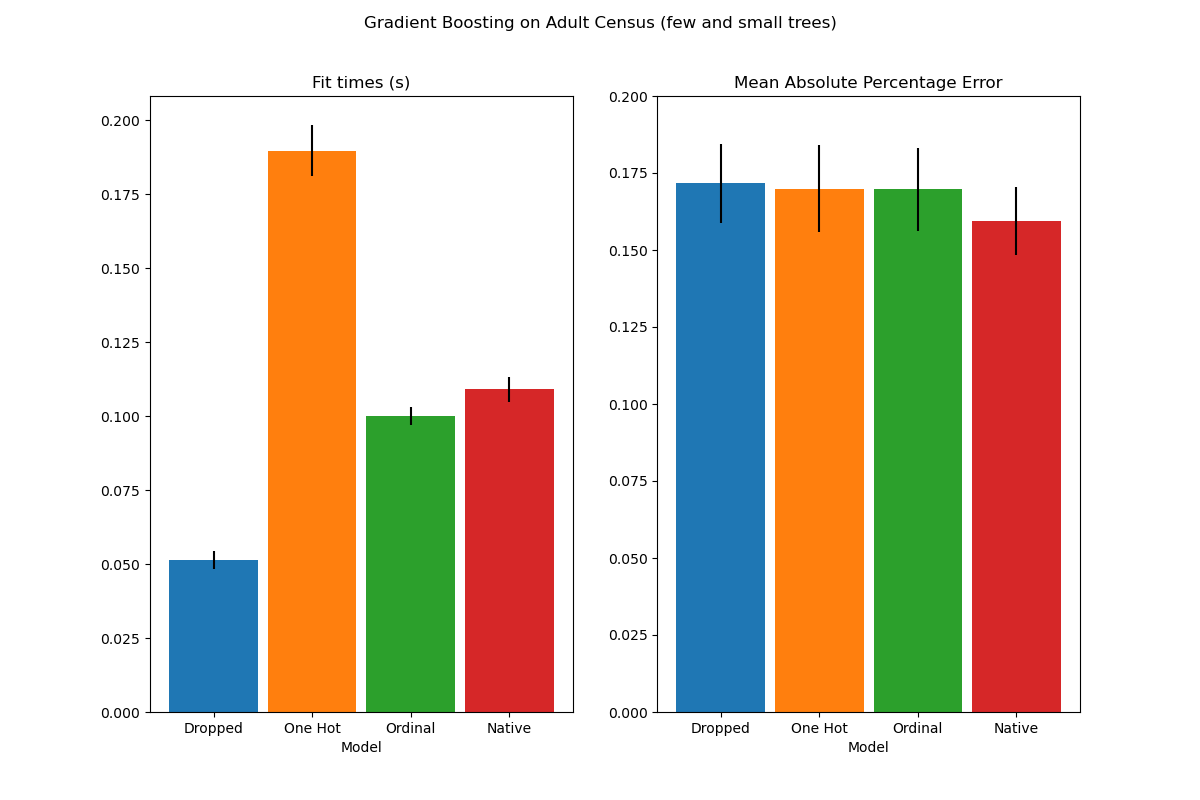 Gradient Boosting on Adult Census (few and small trees)
Fit times (s)
0.200
0.175
0.150
0.125
0.100
0.075
0.050
0.025
0.000
Dropped One Hot Ordinal Native
Model
Mean Absolute Percentage Error
0.200
0.175
0.150
0.125
0.100
0.075
0.050
0.025
0.000
Dropped One Hot Ordinal Native
Model